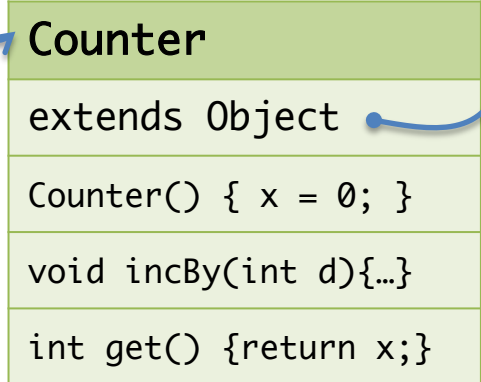 Counter
extends Object
Counter() { x = 0; }
void incBy(int d){…}
int get() {return x;}